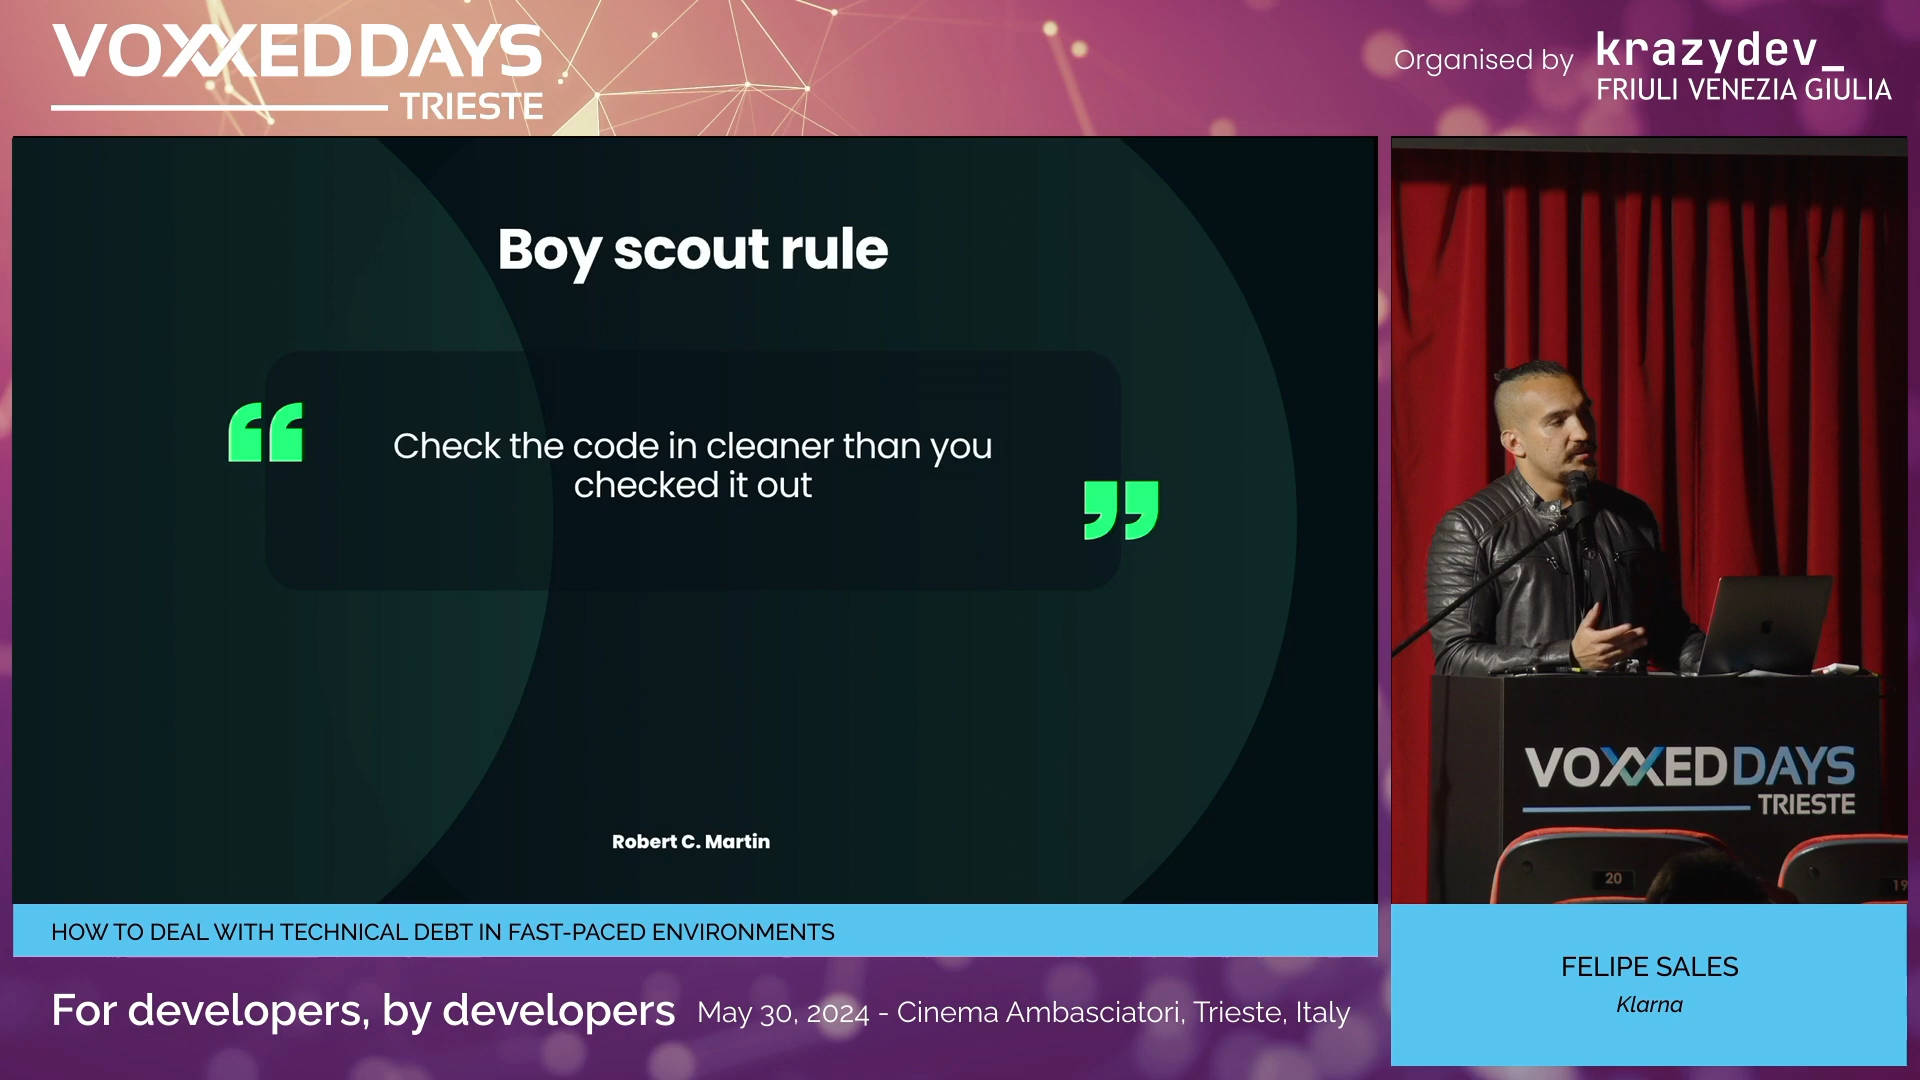 VOXXEDDAYS
TRIESTE
Organised by
krazydev_
FRIULI VENEZIA GIULIA
Boy scout rule
“
Check the code in cleaner than you
checked it out
”
Robert C. Martin
VOXXEDDAYS
TRIESTE
20
19
HOW TO DEAL WITH TECHNICAL DEBT IN FAST-PACED ENVIRONMENTS
FELIPE SALES
Klarna
For developers, by developers May 30, 2024 - Cinema Ambasciatori, Trieste, Italy